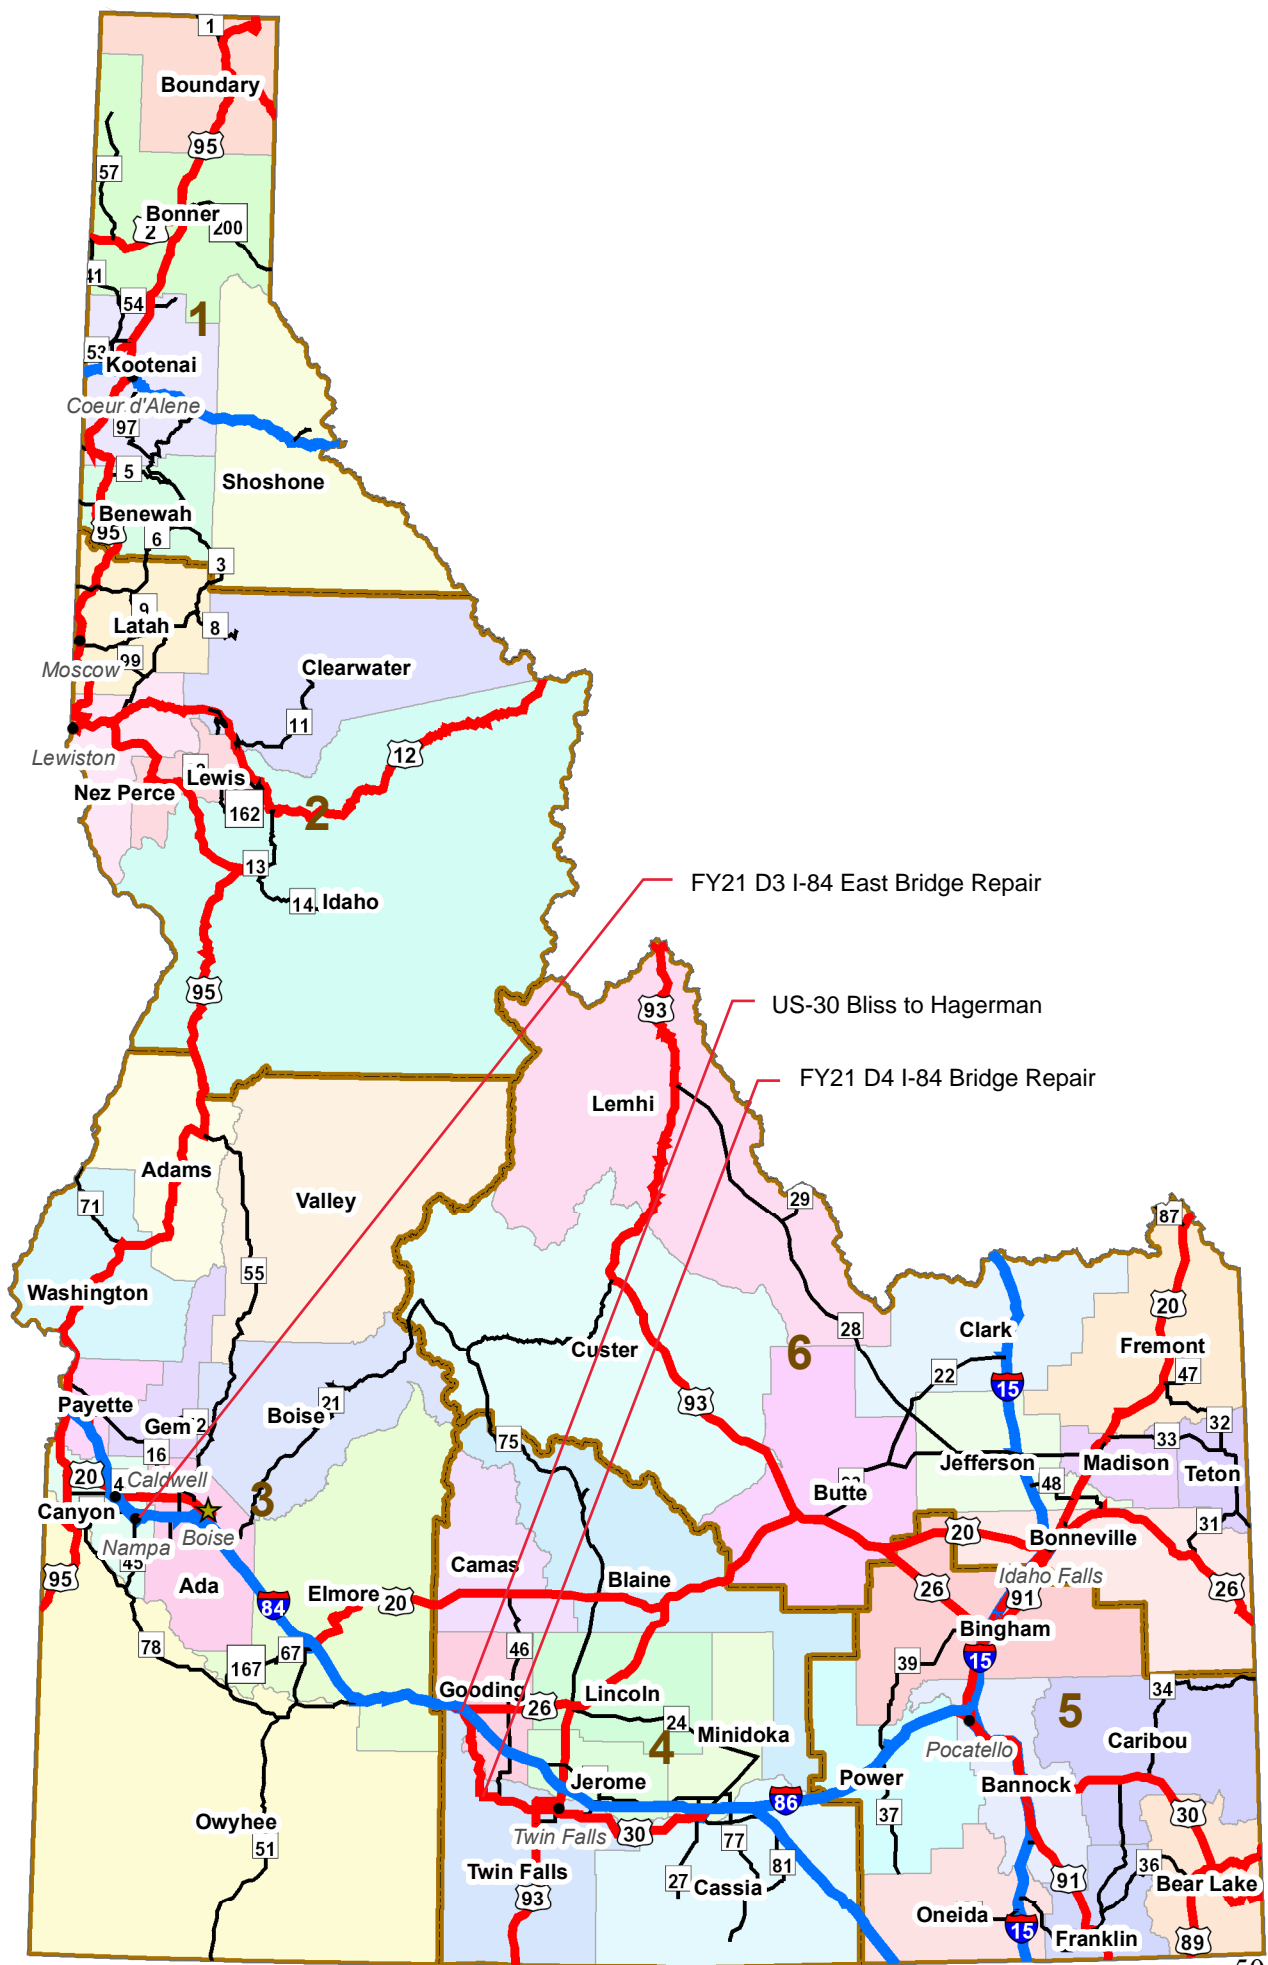 1
Boundary
95
57
Bonner
2
200
41
54
1
53
Kootenai
Coeur d'Alene
97
5
Shoshone
Benewah
95
6
3
9
Latah
8
99
Moscow
Clearwater
11
12
Lewiston
Lewis
Nez Perce
162
2
13
14
Idaho
FY21 D3 I-84 East Bridge Repair
95
93
US-30 Bliss to Hagerman
FY21 D4 I-84 Bridge Repair
Lemhi
Adams
71
Valley
29
87
55
Washington
20
28
Clark
6
Custer
Fremont
22
47
15
Payette
21
93
Boise
Gem
32
16
75
33
Jefferson
Madison
Teton
20
4
Caldwell
48
Butte
3
Canyon
31
Nampa
Boise
20
Bonneville
45
Camas
Idaho Falls
95
Ada
Elmore
20
Blaine
26
91
26
84
78
67
46
Bingham
167
39
15
Gooding
26
Lincoln
34
24
5
Minidoka
4
Caribou
Pocatello
Jerome
Power
Bannock
86
Owyhee
37
30
Twin Falls
30
77
51
81
36
Twin Falls
27
Cassia
91
Bear Lake
93
Oneida
15
Franklin
89